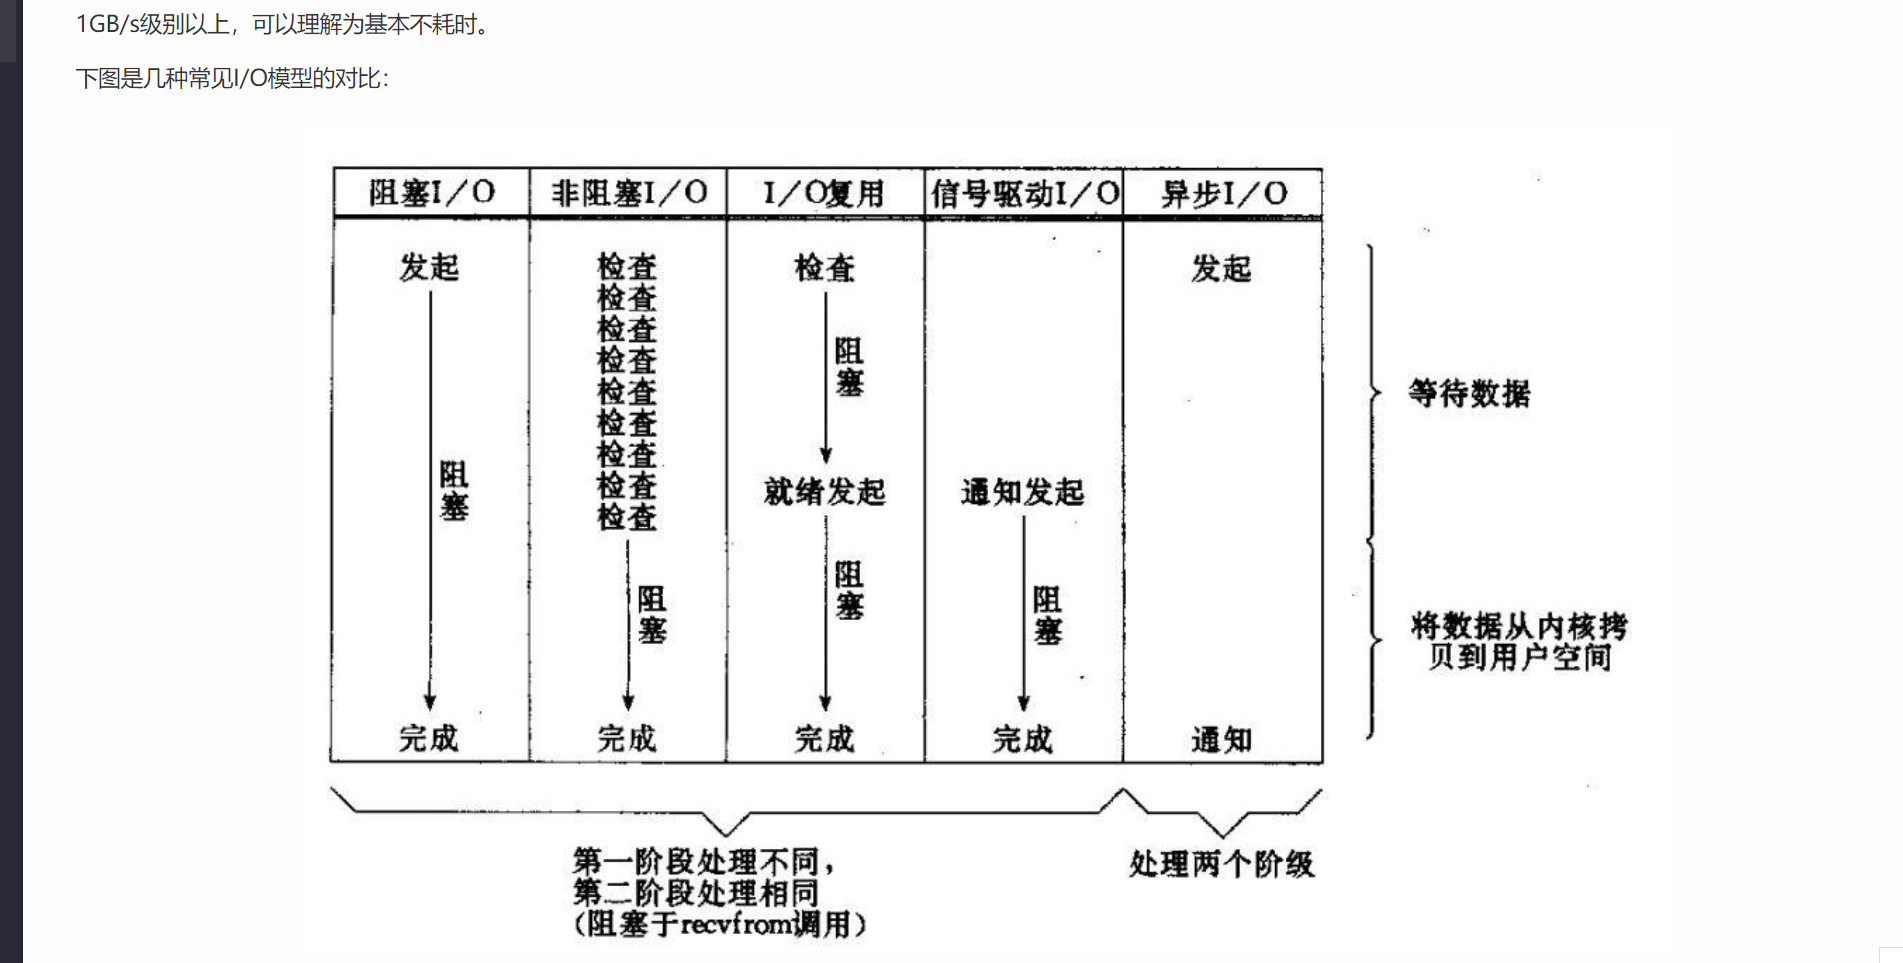 1GB/s级别以上，可以理解为基本不耗时。
下图是几种常见I/O模型的对比：
阻塞I/O 非阻塞I/O I/O复用 信号驱动I/O 异步I/O
发起 检查 检查 发起
检查
检查
检查
检查
检查
检查
检查
检查
阻塞
阻塞
等待数据
就绪发起 通知发起
阻塞
阻塞
阻塞
将数据从内核拷
贝到用户空间
完成 完成 完成 完成 通知
第一阶段处理不同，
第二阶段处理相同
（阻塞于recvfrom调用）
处理两个阶级